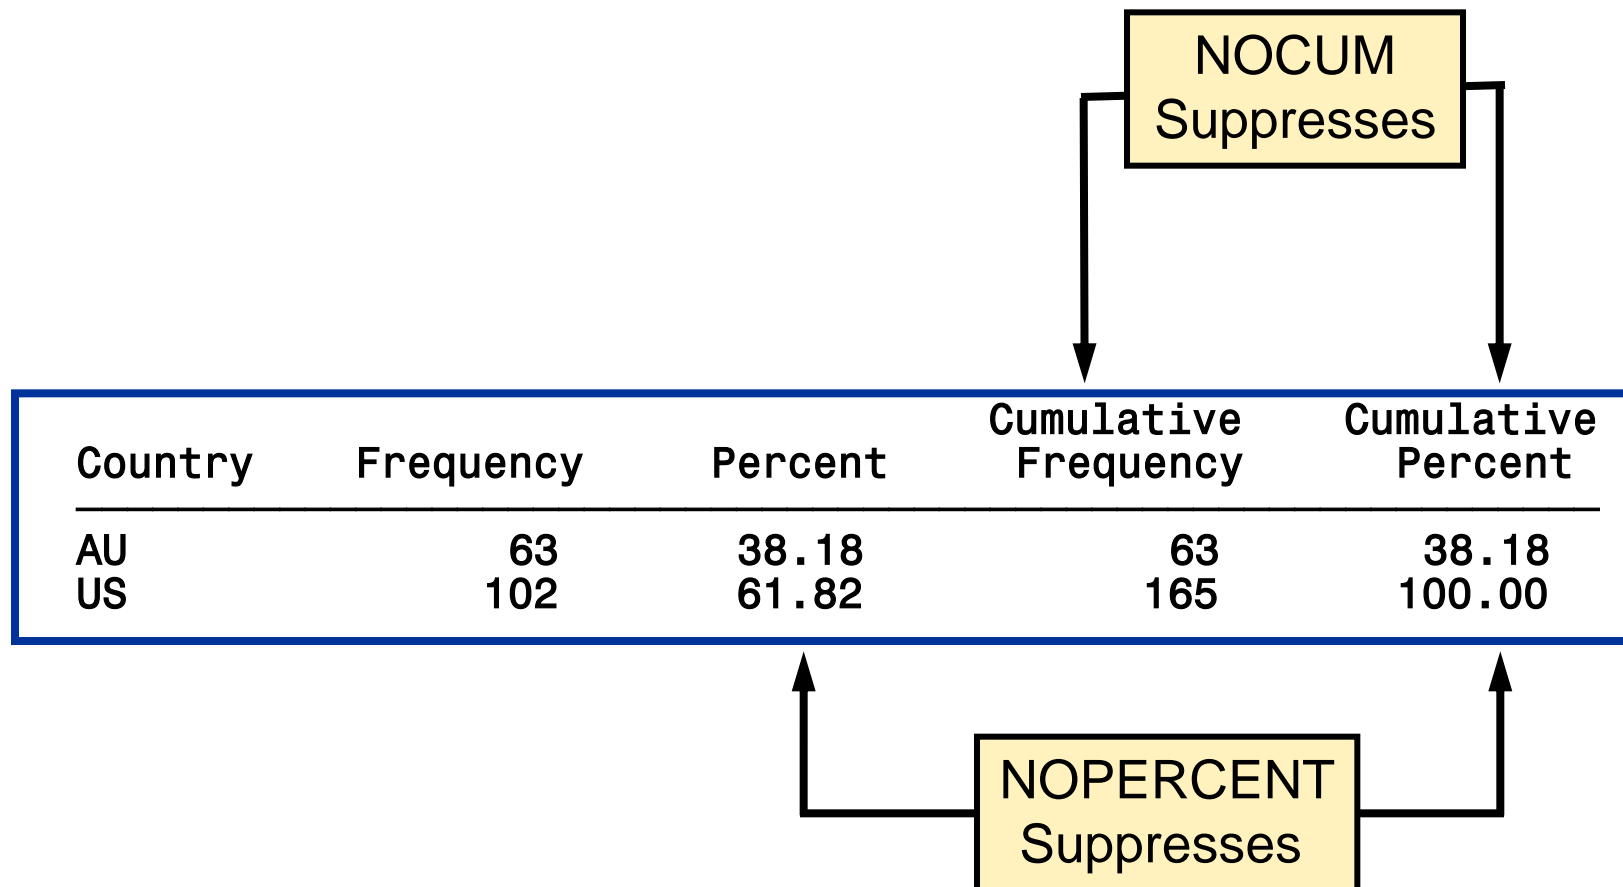 NOCUM
Suppresses
Cumulative Cumulative
Country Frequency Percent Frequency Percent
AU 63 38.18 63 38.18
US 102 61.82 165 100.00
NOPERCENT
Suppresses